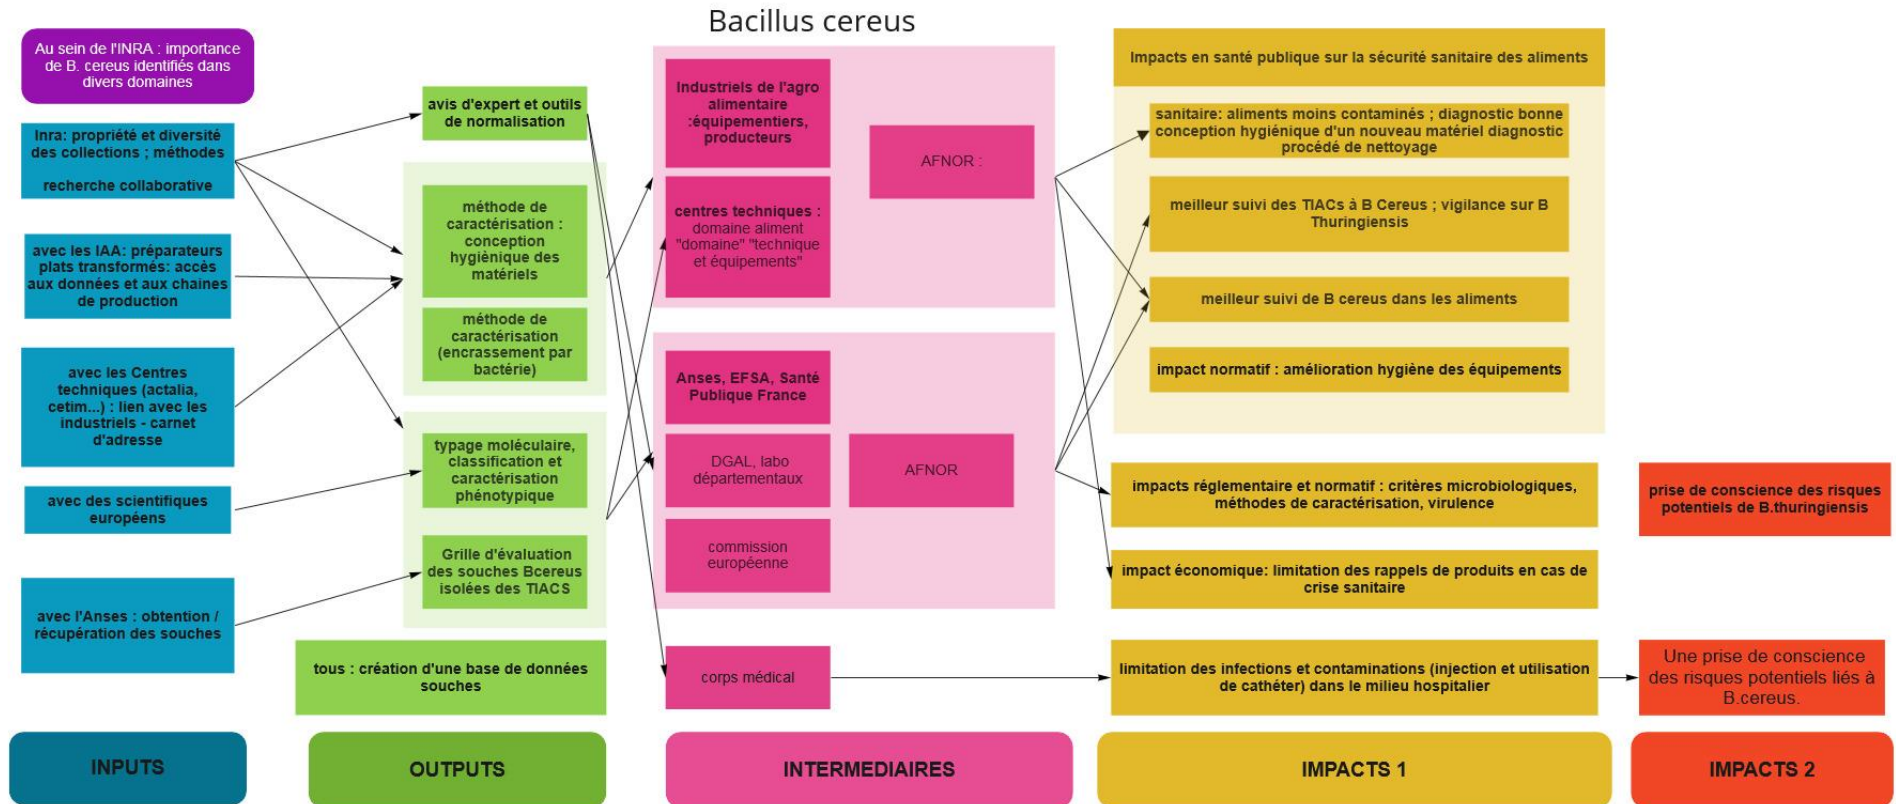 Bacillus cereus
Au sein de l'INRA : importance
de B. cereus identifiés dans
divers domaines
Inra: propriété et diversité
des collections ; méthodes
recherche collaborative
avec les IAA: préparateurs
plats transformés: accès
aux données et aux chaines
de production
avec les Centres
techniques (actalia,
cetim...) : lien avec les
industriels - carnet
d'adresse
avec des scientifiques
européens
avec l'Anses : obtention /
récupération des souches
INPUTS
avis d'expert et outils
de normalisation
méthode de
caractérisation :
conception
hygiènique des
matériels
méthode de
caractérisation
(encrassement par
bactérie)
typage moléculaire,
classification et
caractérisation
phénotypique
Grille d'évaluation
des souches Bcereus
isolées des TIACS
tous : création d'une base de données
souches
OUTPUTS
Industriels de l'agro
alimentaire
:équipementiers,
producteurs
AFNOR :
centres techniques :
domaine aliment
"domaine" "technique
et équipements"
Anses, EFSA, Santé
Publique France
DGAL, labo
départementaux
AFNOR
commission
européenne
corps médical
INTERMEDIAIRES
Impacts en santé publique sur la sécurité sanitaire des aliments
sanitaire: aliments moins contaminés ; diagnostic bonne
conception hygiénique d'un nouveau matériel diagnostic
procédé de nettoyage
meilleur suivi des TIACs à B Cereus ; vigilance sur B
Thuringiensis
meilleur suivi de B cereus dans les aliments
impact normatif : amélioration hygiène des équipements
impacts réglementaire et normatif : critères microbiologiques,
méthodes de caractérisation, virulence
impact économique: limitation des rappels de produits en cas de
crise sanitaire
limitation des infections et contaminations (injection et utilisation
de cathéter) dans le milieu hospitalier
IMPACTS 1
prise de conscience des risques
potentiels de B.thuringiensis
Une prise de conscience
des risques potentiels liés à
B.cereus.
IMPACTS 2